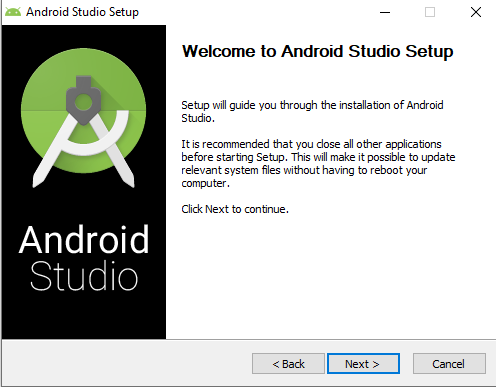 Android Studio Setup
Welcome to Android Studio Setup
Setup will guide you through the installation of Android
Studio.
It is recommended that you close all other applications
before starting Setup. This will make it possible to update
relevant system files without having to reboot your
computer.
Click Next to continue.
Android
Studio
< Back
Next >
Cancel